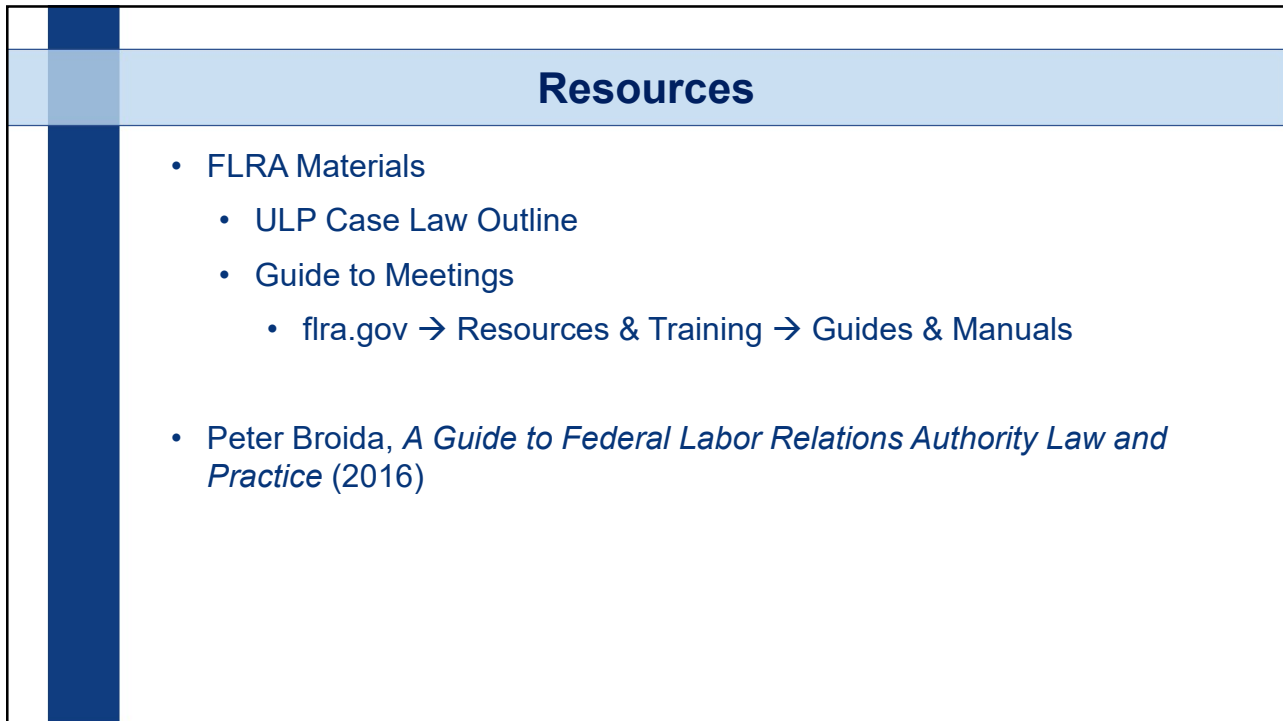 Resources
• FLRA Materials
• ULP Case Law Outline
• Guide to Meetings
• flra.gov → Resources & Training → Guides & Manuals
• Peter Broida, A Guide to Federal Labor Relations Authority Law and
Practice (2016)